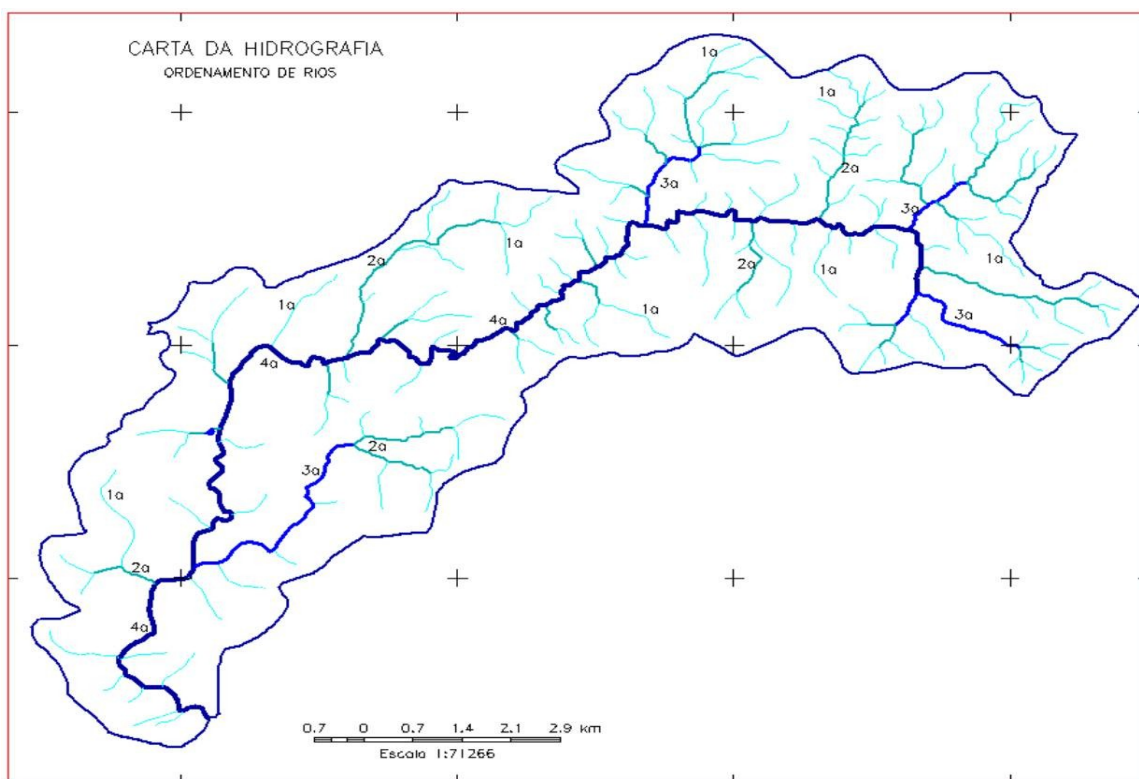 CARTA DA HIDROGRAFIA
ORDENAMENTO DE RIOS
1a
1a
2a
3a
3a
1a
2a
1a
1a
2a
1a
3a
1a
4a
4a
2a
3a
1a
2a
4a
0.7 0 0.7 1.4 2.1 2.9 km
Escala 1:71266